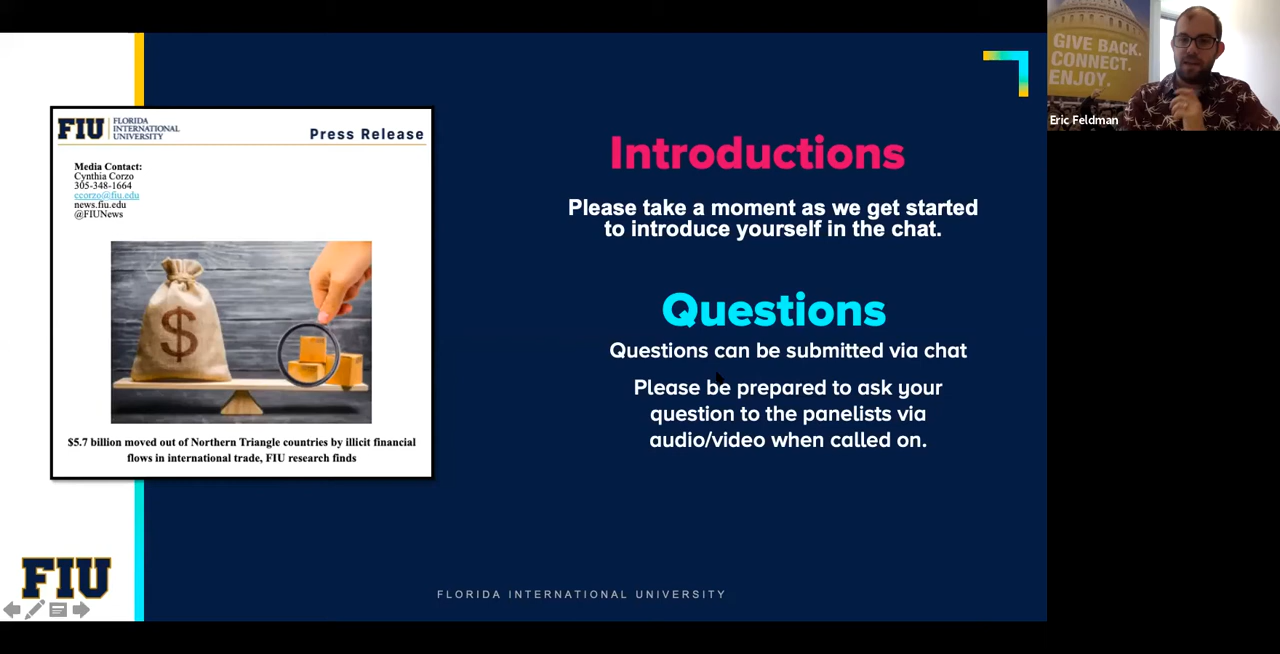 FIU FLORIDA
INTERNATIONAL
UNIVERSITY
Press Release
Media Contact:
Cynthia Corzo
305-348-1664
ccorzo@fiu.edu
news.fiu.edu
@FIUNews
$
$5.7 billion moved out of Northern Triangle countries by illicit financial
flows in international trade, FIU research finds
Introductions
Please take a moment as we get started
to introduce yourself in the chat.
Questions
Questions can be submitted via chat
Please be prepared to ask your
question to the panelists via
audio/video when called on.
FIU
FLORIDA INTERNATIONAL UNIVERSITY
GIVE BACK.
CONNECT.
ENJOY.
Eric Feldman